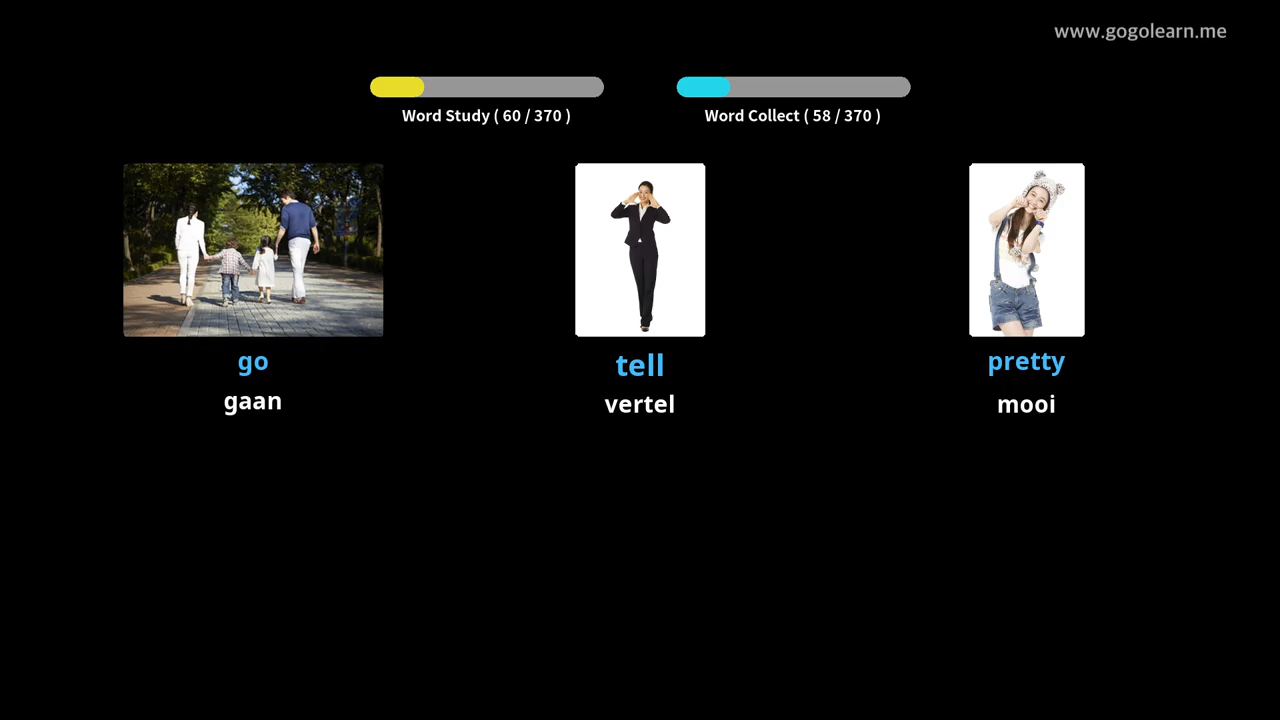 www.gogolearn.me
Word Study ( 60 / 370 )
Word Collect ( 58 / 370 )
go
tell
pretty
gaan
vertel
mooi